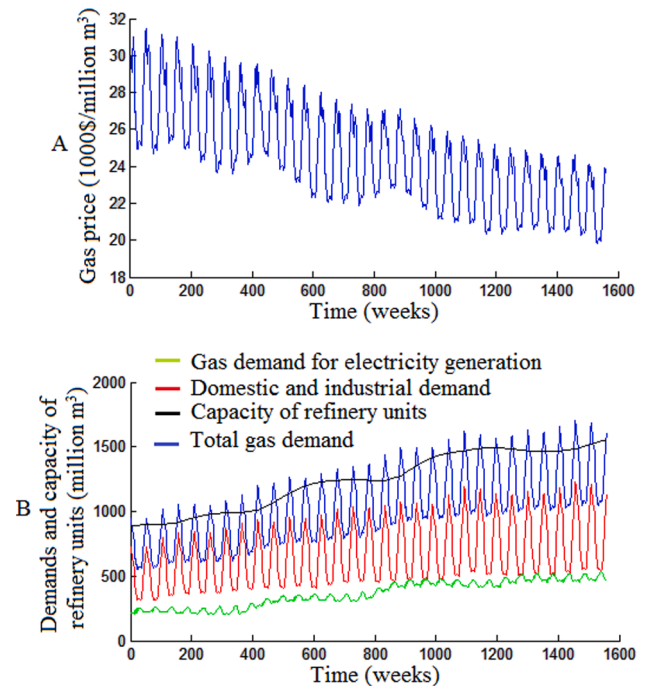 32
30
28
26
24
22
20
18
A
Gas price (1000$/million m³)
0 200 400 600 800 1000 1200 1400 1600
Time (weeks)
Gas demand for electricity generation
Domestic and industrial demand
Capacity of refinery units
Total gas demand
2000
1500
1000
500
0
B
Demands and capacity of
refinery units (million m³)
0 200 400 600 800 1000 1200 1400 1600
Time (weeks)